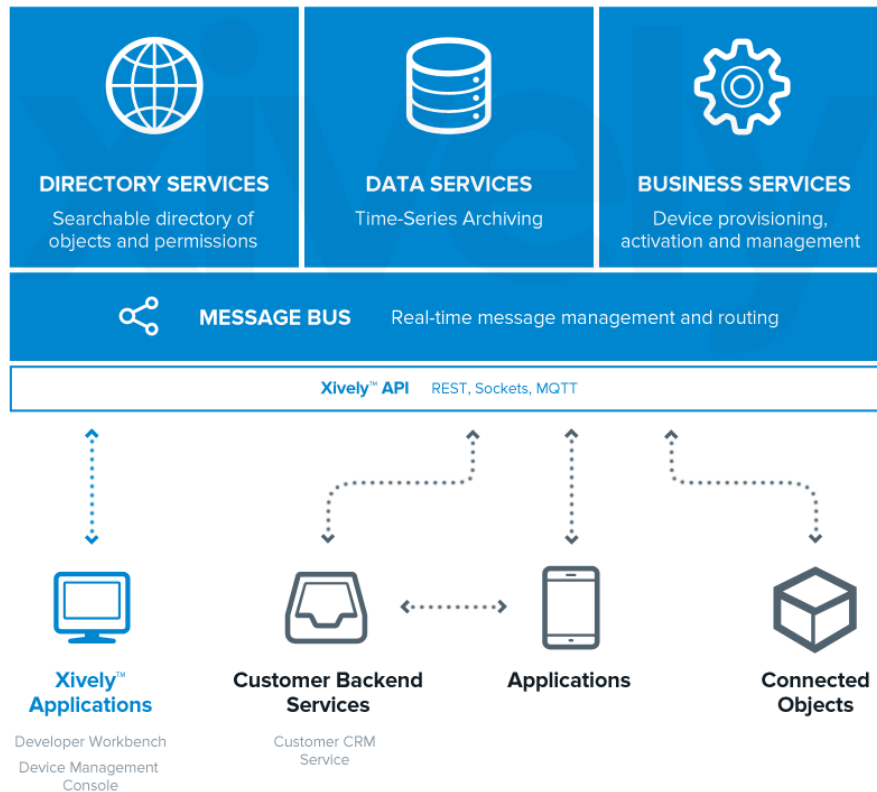 xively
DIRECTORY SERVICES
Searchable directory of
objects and permissions
DATA SERVICES
Time-Series Archiving
BUSINESS SERVICES
Device provisioning,
activation and management
MESSAGE BUS Real-time message management and routing
Xively™ API REST, Sockets, MQTT
Xively™
Applications
Developer Workbench
Device Management
Console
Customer Backend
Services
Customer CRM
Service
Applications
Connected
Objects